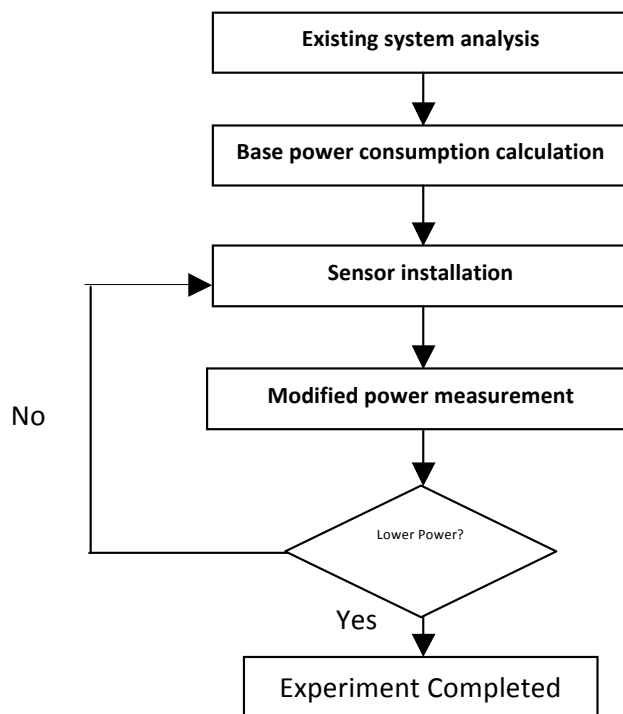 Existing system analysis
Base power consumption calculation
Sensor installation
Modified power measurement
No
Lower Power?
Yes
Experiment Completed